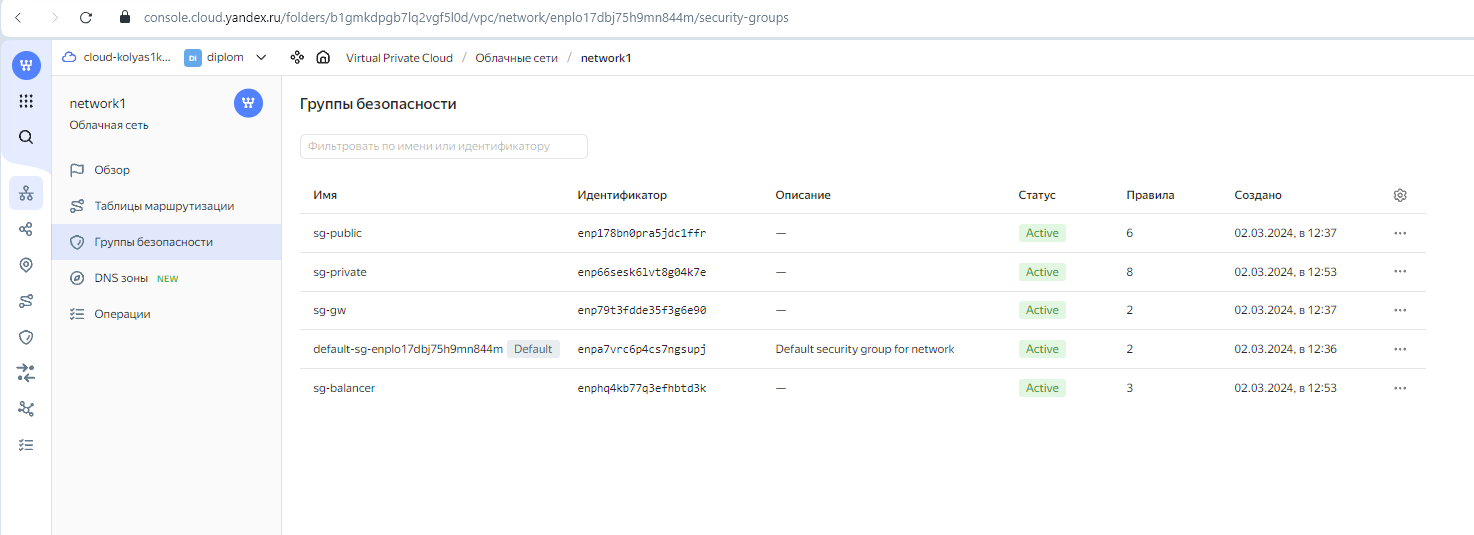 console.cloud.yandex.ru/folders/b1gmkdpgb7lq2vgf5l0d/vpc/network/enplo17dbj75h9mn844m/security-groups
cloud-kolyas1k... DI diplom Virtual Private Cloud / Облачные сети / network1
network1
Облачная сеть
Обзор
Таблицы маршрутизации
Группы безопасности
DNS зоны NEW
Операции
Группы безопасности
Фильтровать по имени или идентификатору
Имя Идентификатор Описание Статус Правила Создано
sg-public enp178bn0pra5jdc1ffr — Active 6 02.03.2024, в 12:37
sg-private enp66sesk6lvt8g04k7e — Active 8 02.03.2024, в 12:53
sg-gw enp79t3fdde35f3g6e90 — Active 2 02.03.2024, в 12:37
default-sg-enplo17dbj75h9mn844m Default enpa7vrc6p4cs7ngsupj Default security group for network Active 2 02.03.2024, в 12:36
sg-balancer enphq4kb77q3efhbtd3k — Active 3 02.03.2024, в 12:53